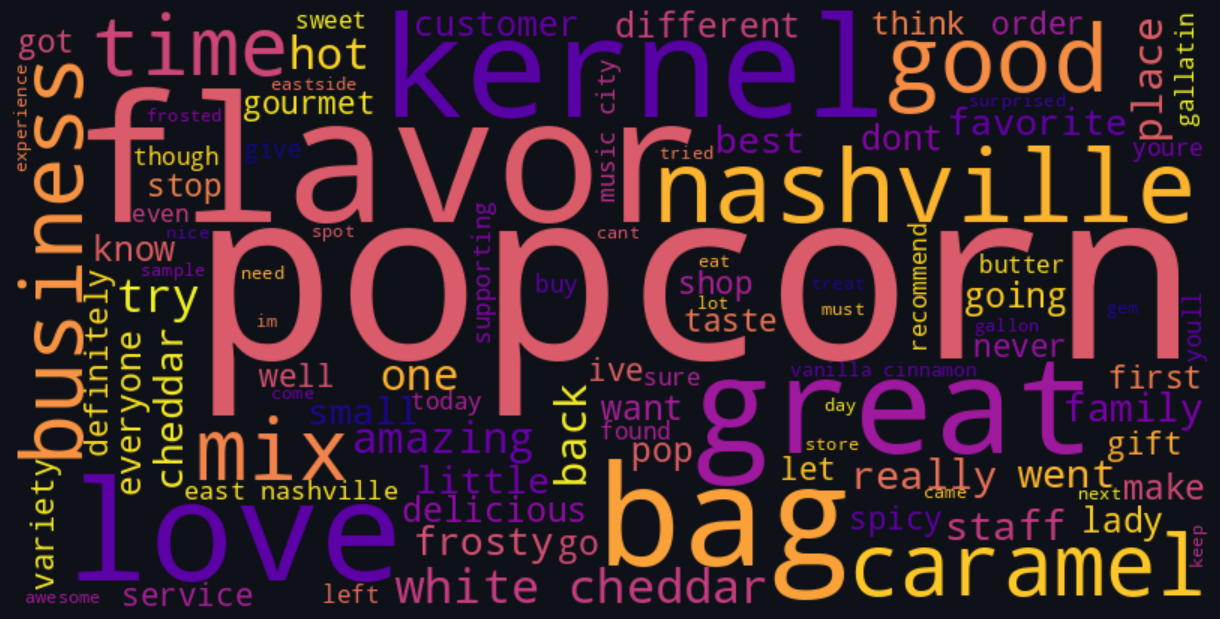 sweet
customer
different
think
order
got
time
hot
kernel
good
place
gallatin
experience
eastside
gourmet
music city
surprised
frosted
flavor
favorite
business
though
give
tried
best
dont
youre
stop
nashville
even
nice
spot
cant
know
supporting
recommend
sample
need
popcorn
buy
eat
shop
treat
butter
try
lot
must
going
gem
definitely
im
taste
gallon
youll
never
everyone
cheddar
well
one
ive
sure
vanilla cinnamon
first
come
small
today
back
want
great
day
family
mix
amazing
found
pop
store
gift
variety
little
let
really
went
east nashville
came
next
make
love
delicious
bag
spicy
staff
lady
frosty
go
caramel
keep
awesome
service
left
white cheddar